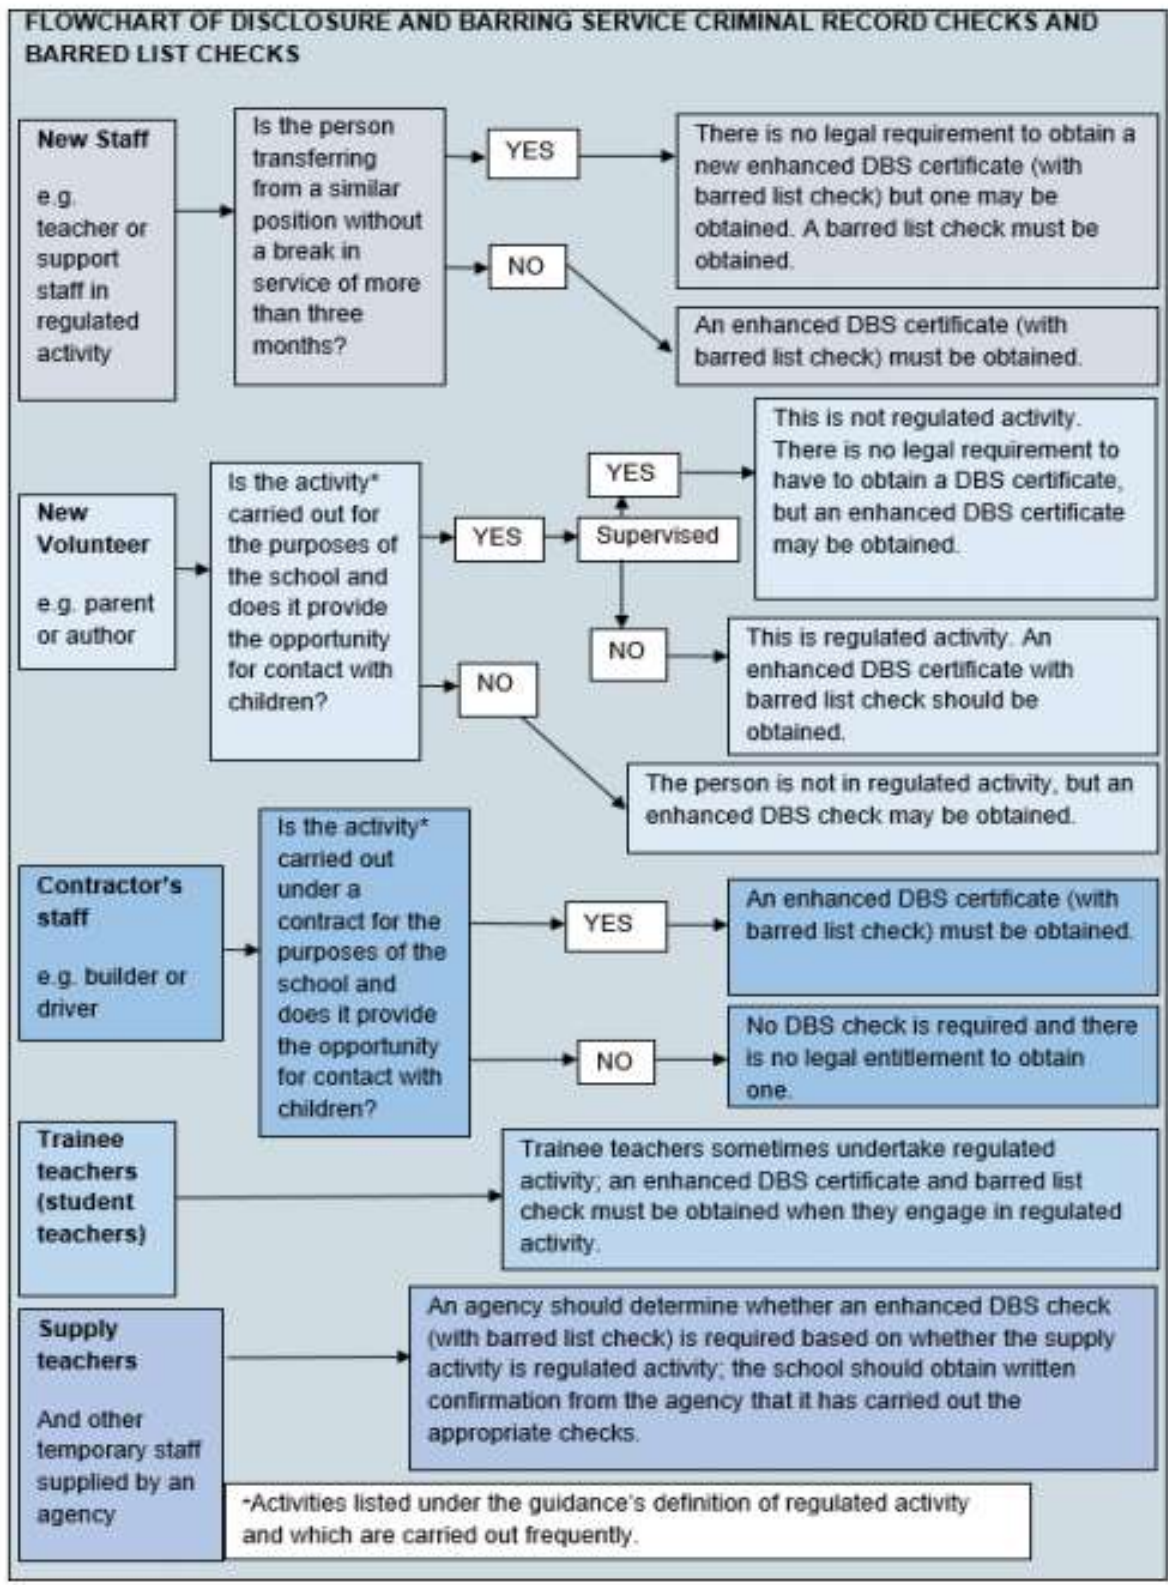 FLOWCHART OF DISCLOSURE AND BARRING SERVICE CRIMINAL RECORD CHECKS AND
BARRED LIST CHECKS
New Staff
e.g.
teacher or
support
staff in
regulated
activity
Is the person
transferring
from a similar
position without
a break in
service of more
than three
months?
YES
NO
There is no legal requirement to obtain a
new enhanced DBS certificate (with
barred list check) but one may be
obtained. A barred list check must be
obtained.
An enhanced DBS certificate (with
barred list check) must be obtained.
New
Volunteer
e.g. parent
or author
Is the activity*
carried out for
the purposes of
the school and
does it provide
the opportunity
for contact with
children?
YES
NO
Supervised
YES
NO
This is not regulated activity.
There is no legal requirement to
have to obtain a DBS certificate,
but an enhanced DBS certificate
may be obtained.
This is regulated activity. An
enhanced DBS certificate with
barred list check should be
obtained.
The person is not in regulated activity, but an
enhanced DBS check may be obtained.
Contractor's
staff
e.g. builder or
driver
Is the activity*
carried out
under a
contract for the
purposes of the
school and
does it provide
the opportunity
for contact with
children?
YES
NO
An enhanced DBS certificate (with
barred list check) must be obtained.
No DBS check is required and there
is no legal entitlement to obtain
one.
Trainee
teachers
(student
teachers)
Trainee teachers sometimes undertake regulated
activity; an enhanced DBS certificate and barred list
check must be obtained when they engage in regulated
activity.
Supply
teachers
And other
temporary staff
supplied by an
agency
An agency should determine whether an enhanced DBS check
(with barred list check) is required based on whether the supply
activity is regulated activity; the school should obtain written
confirmation from the agency that it has carried out the
appropriate checks.
*Activities listed under the guidance's definition of regulated activity
and which are carried out frequently.